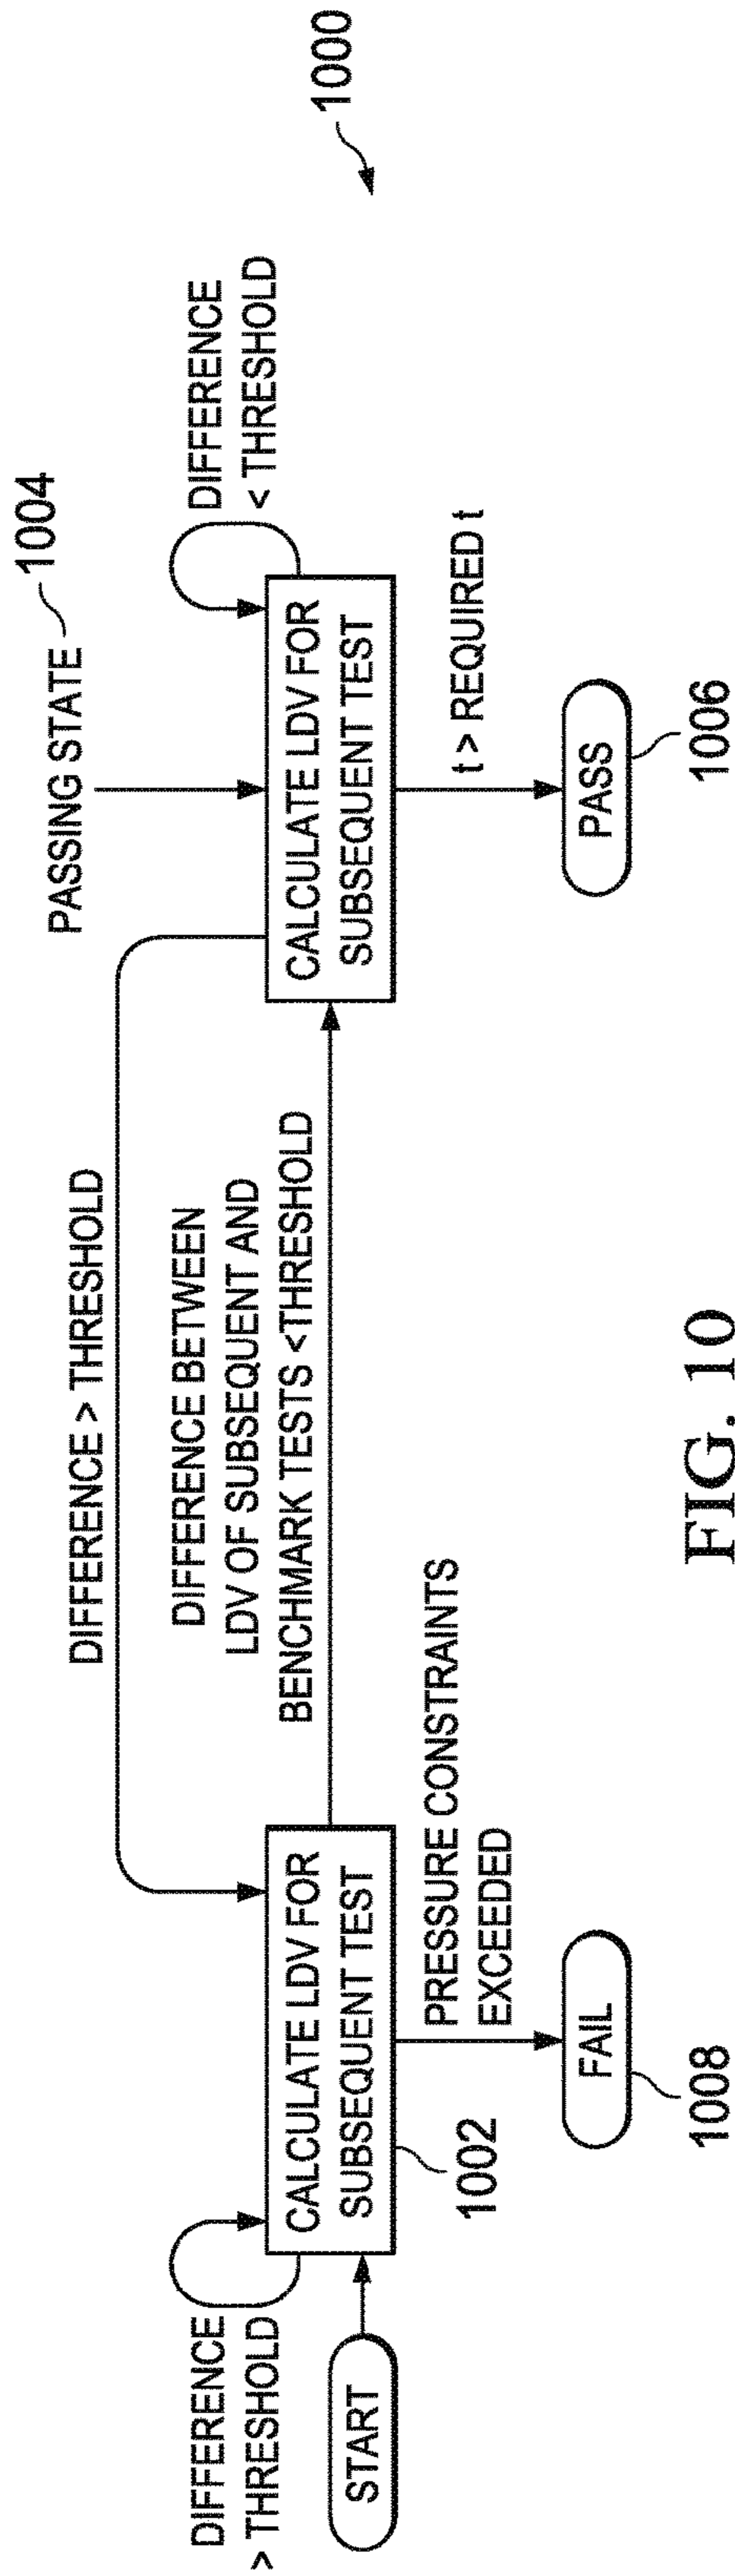 1000
PASSING STATE
1004
DIFFERENCE > THRESHOLD
DIFFERENCE
< THRESHOLD
DIFFERENCE BETWEEN
LDV OF SUBSEQUENT AND
BENCHMARK TESTS <THRESHOLD
DIFFERENCE
> THRESHOLD
START
CALCULATE LDV FOR
SUBSEQUENT TEST
1002
CALCULATE LDV FOR
SUBSEQUENT TEST
PRESSURE CONSTRAINTS
EXCEEDED
t > REQUIRED t
FAIL
1008
PASS
1006
FIG. 10